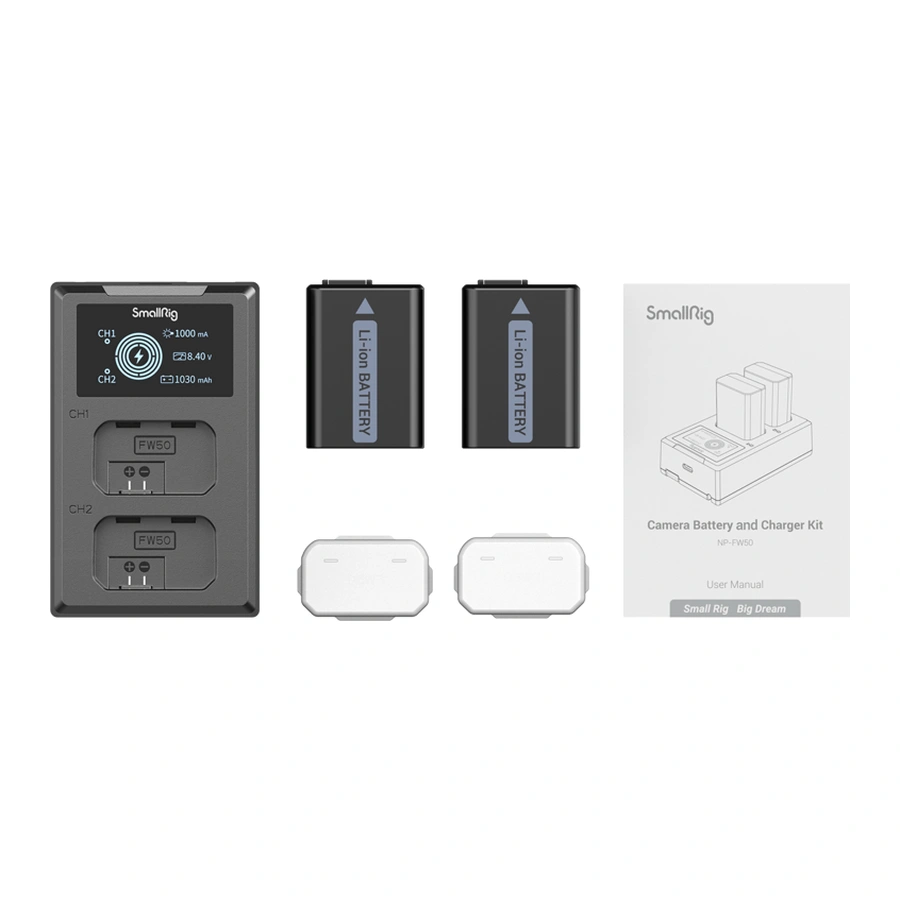 SmallRig
CH1
1000 mA
8.40 v
CH2
1030 mAh
CH1
FW50
CH2
FW50
Li-ion BATTERY
Li-ion BATTERY
SmallRig
Camera Battery and Charger Kit
NP-FW50
User Manual
Small Rig Big Dream